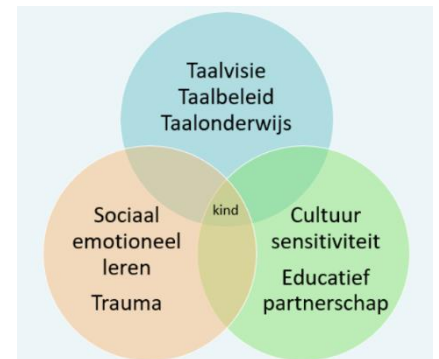 Taalvisie
Taalbeleid
Taalonderwijs
Sociaal
emotioneel
leren
Trauma
kind
Cultuur
sensitiviteit
Educatief
partnerschap